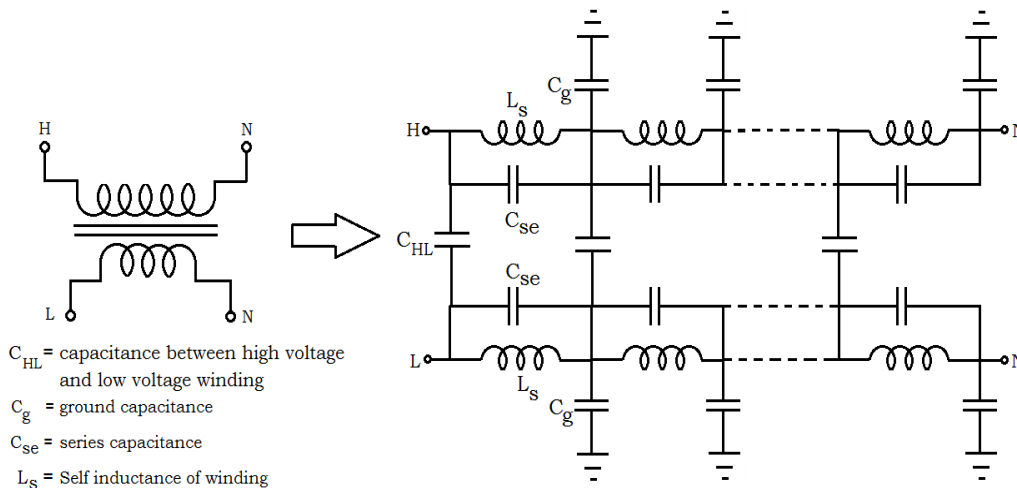 H
N
L
N
C_HL = capacitance between high voltage
and low voltage winding
C_g = ground capacitance
C_se = series capacitance
L_s = Self inductance of winding
C_g
L_s
H
N
C_se
C_HL
C_se
L
N
L_s
C_g